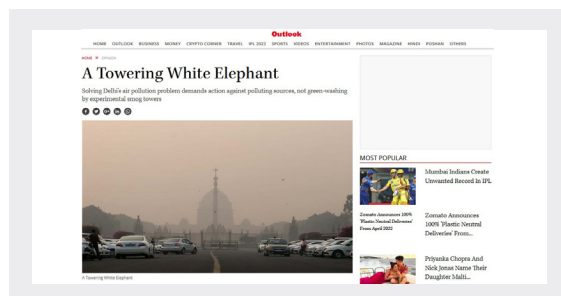 Outlook
HOME OUTLOOK BUSINESS MONEY CRYPTO CORNER TRAVEL IPL 2022 SPORTS VIDEOS ENTERTAINMENT PHOTOS MAGAZINE HINDI POSHAN OTHERS
HOME OPINION
A Towering White Elephant
Solving Delhi's air pollution problem demands action against polluting sources, not green-washing
by experimental smog towers
A Towering White Elephant
MOST POPULAR
Mumbai Indians Create
Unwanted Record In IPL
Zomato Announces 100%
'Plastic Neutral Deliveries'
From April 2022
Zomato Announces
100% 'Plastic Neutral
Deliveries' From...
Priyanka Chopra And
Nick Jonas Name Their
Daughter Malti...